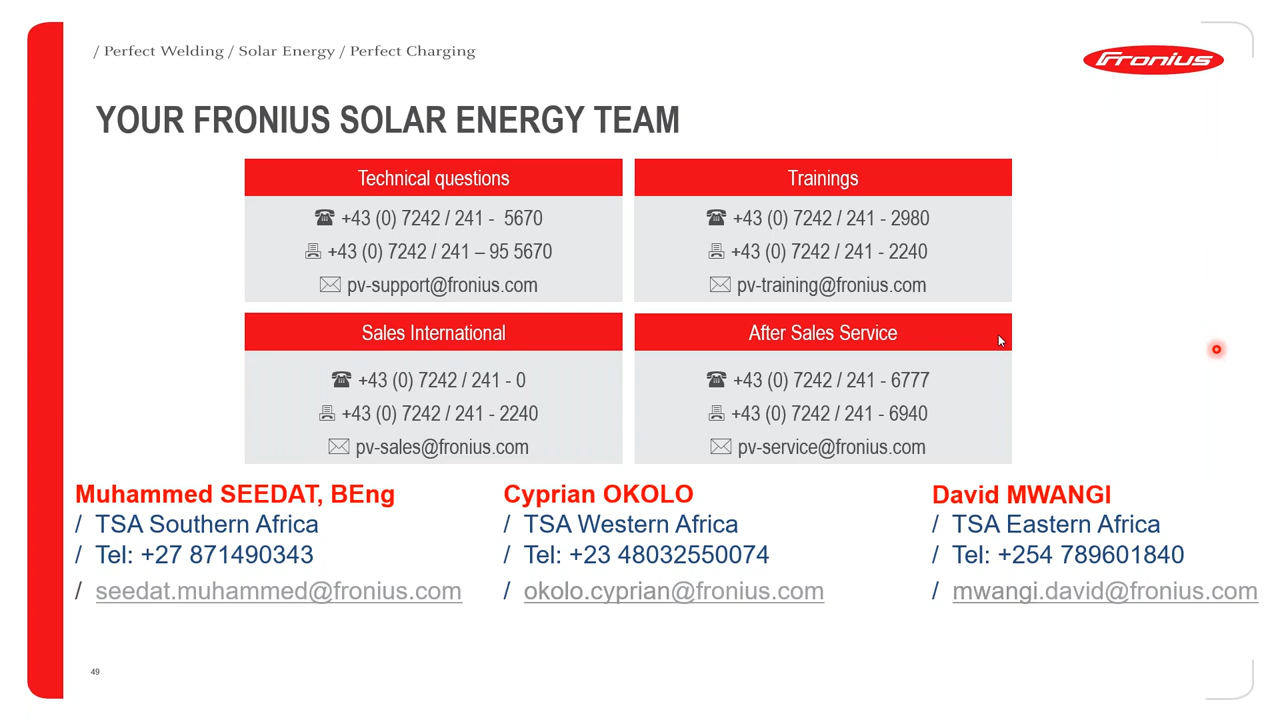 / Perfect Welding / Solar Energy / Perfect Charging
Fronius
YOUR FRONIUS SOLAR ENERGY TEAM
Technical questions
+43 (0) 7242 / 241 -  5670
+43 (0) 7242 / 241 – 95 5670
pv-support@fronius.com
Trainings
+43 (0) 7242 / 241 - 2980
+43 (0) 7242 / 241 - 2240
pv-training@fronius.com
Sales International
+43 (0) 7242 / 241 - 0
+43 (0) 7242 / 241 - 2240
pv-sales@fronius.com
After Sales Service
+43 (0) 7242 / 241 - 6777
+43 (0) 7242 / 241 - 6940
pv-service@fronius.com
Muhammed SEEDAT, BEng
/ TSA Southern Africa
/ Tel: +27 871490343
/ seedat.muhammed@fronius.com
Cyprian OKOLO
/ TSA Western Africa
/ Tel: +23 48032550074
/ okolo.cyprian@fronius.com
David MWANGI
/ TSA Eastern Africa
/ Tel: +254 789601840
/ mwangi.david@fronius.com
49